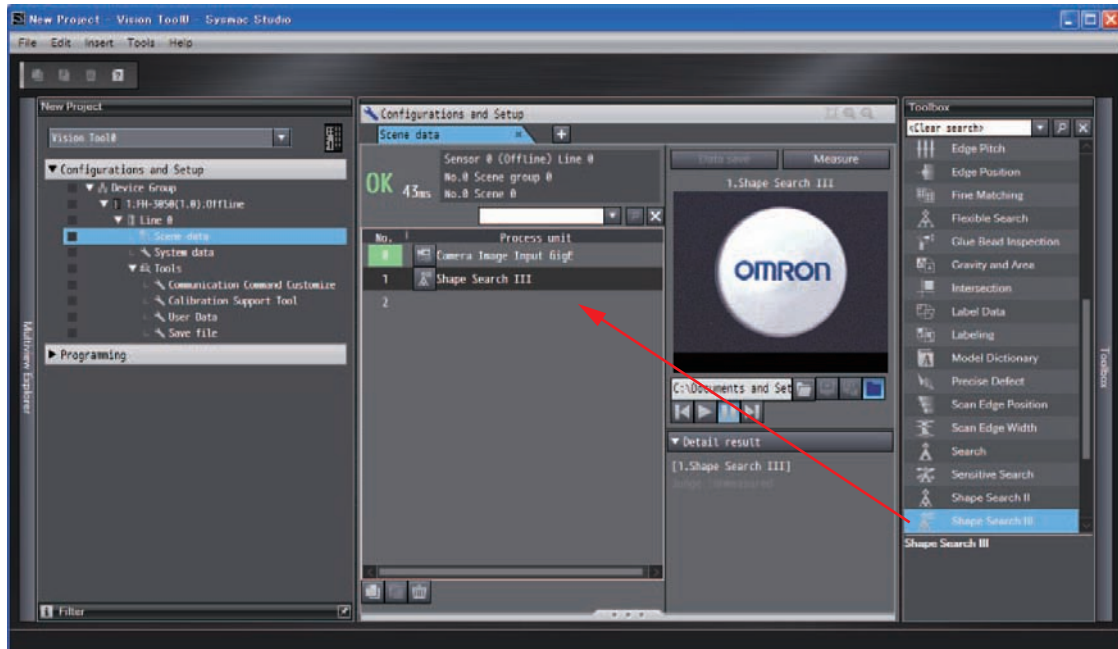 New Project - Vision Tool0 - Sysmac Studio
File Edit Insert Tools Help
New Project
Vision Tool0
Configurations and Setup
Device Group
1:FH-3050(1.0):Offline
Line 0
Scene data
System data
Tools
Communication Command Customize
Calibration Support Tool
User Data
Save file
Programming
Filter
Multiview Explorer
Configurations and Setup
Scene data
OK 43ms
Sensor 0 (OffLine) Line 0
No.0 Scene group 0
No.0 Scene 0
No. Process unit
0 Camera Image Input GigE
1 Shape Search III
2
Data save Measure
1.Shape Search III
OMRON
C:\Documents and Set
Detail result
[1.Shape Search III]
Toolbox
<Clear search>
Edge Pitch
Edge Position
Fine Matching
Flexible Search
Glue Bead Inspection
Gravity and Area
Intersection
Label Data
Labeling
Model Dictionary
Precise Defect
Scan Edge Position
Scan Edge Width
Search
Sensitive Search
Shape Search II
Shape Search III
Shape Search III
Toolbox